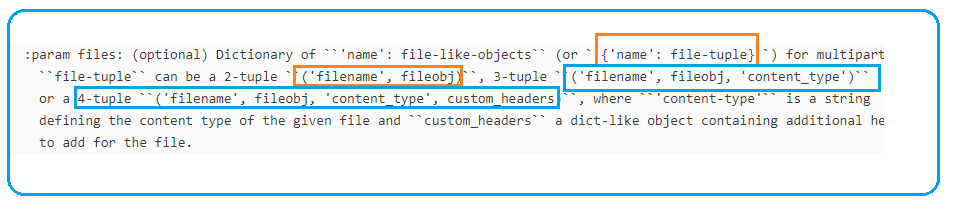 :param files: (optional) Dictionary of ``'name': file-like-objects`` (or ``{'name': file-tuple}``) for multipart
``file-tuple`` can be a 2-tuple ``('filename', fileobj)``, 3-tuple ``('filename', fileobj, 'content_type')``
or a 4-tuple ``('filename', fileobj, 'content_type', custom_headers)``, where ``'content-type'`` is a string
defining the content type of the given file and ``custom_headers`` a dict-like object containing additional he
to add for the file.